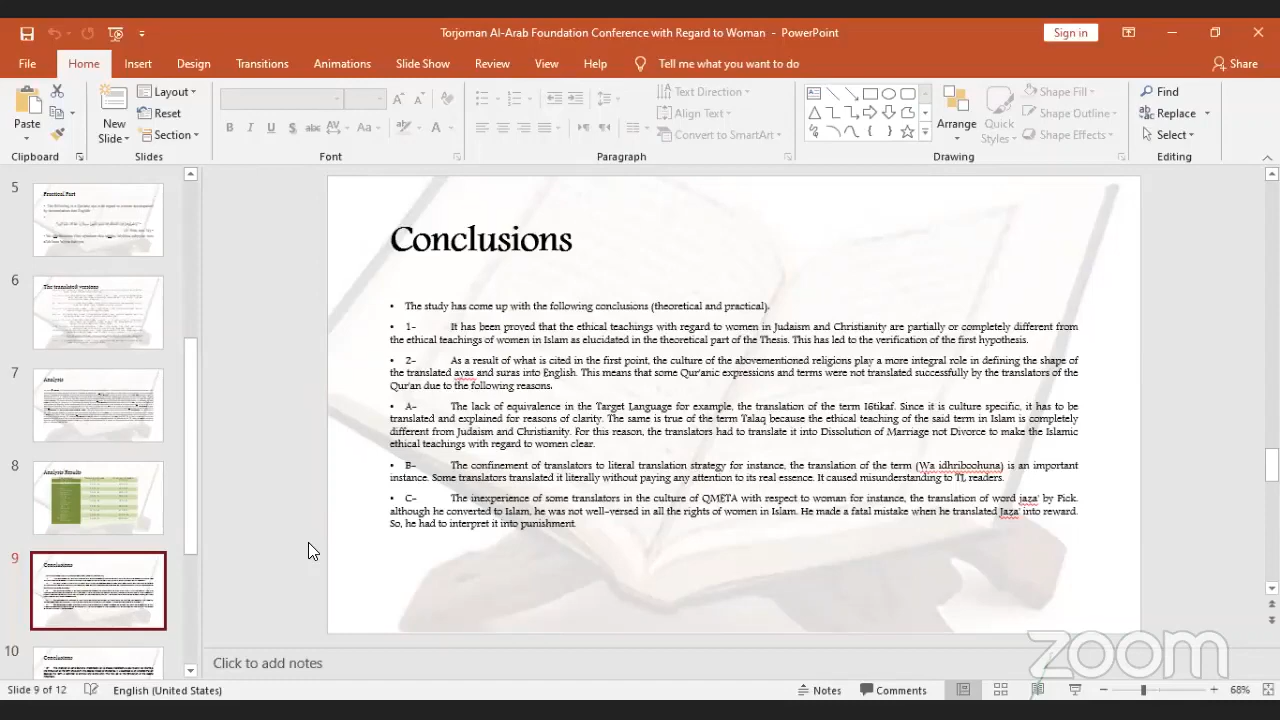 Torjoman Al-Arab Foundation Conference with Regard to Woman - PowerPoint
Sign in
File Home Insert Design Transitions Animations Slide Show Review View Help Tell me what you want to do Share
Paste
Clipboard
New Slide
Layout
Reset
Section
Slides
B I U S abc AV Aa A
Font
Text Direction
Align Text
Convert to SmartArt
Paragraph
Arrange
Quick Styles
Shape Fill
Shape Outline
Shape Effects
Drawing
Find
Replace
Select
Editing
5
Practical Part
6
The translated versions
7
Analysis
8
Analysis Results
9
Conclusions
10
Conclusions
Conclusions
• The study has come up with the following conclusions (theoretical and practical).
• 1- It has been proved that the ethical teachings with regard to women in Judaism and Christianity are partially or completely different from
the ethical teachings of women in Islam as elucidated in the theoretical part of the Thesis. This has led to the verification of the first hypothesis.
• 2- As a result of what is cited in the first point, the culture of the abovementioned religions play a more integral role in defining the shape of
the translated ayas and suras into English. This means that some Qur'anic expressions and terms were not translated successfully by the translators of the
Qur'an due to the following reasons.
• A- The lack of equivalence in the Target Language for example, the translation of the term I6tikaf. Since it is culture specific, it has to be
translated and explained for reasons of clarity. The same is true of the term Talaq because the ethical teaching of the said term in Islam is completely
different from Judaism and Christianity. For this reason, the translators had to translate it into Dissolution of Marriage not Divorce to make the Islamic
ethical teachings with regard to women clear.
• B- The confinement of translators to literal translation strategy for instance, the translation of the term (Wa idhriboohuna) is an important
instance. Some translators translated it literally without paying any attention to its real essence. It caused misunderstanding to TL readers.
• C- The inexperience of some translators in the culture of QMETA with respect to woman for instance, the translation of word jaza' by Pick.
although he converted to Islam, he was not well-versed in all the rights of women in Islam. He made a fatal mistake when he translated Jaza' into reward.
So, he had to interpret it into punishment.
Click to add notes
zoom
Slide 9 of 12 English (United States) Notes Comments 68%